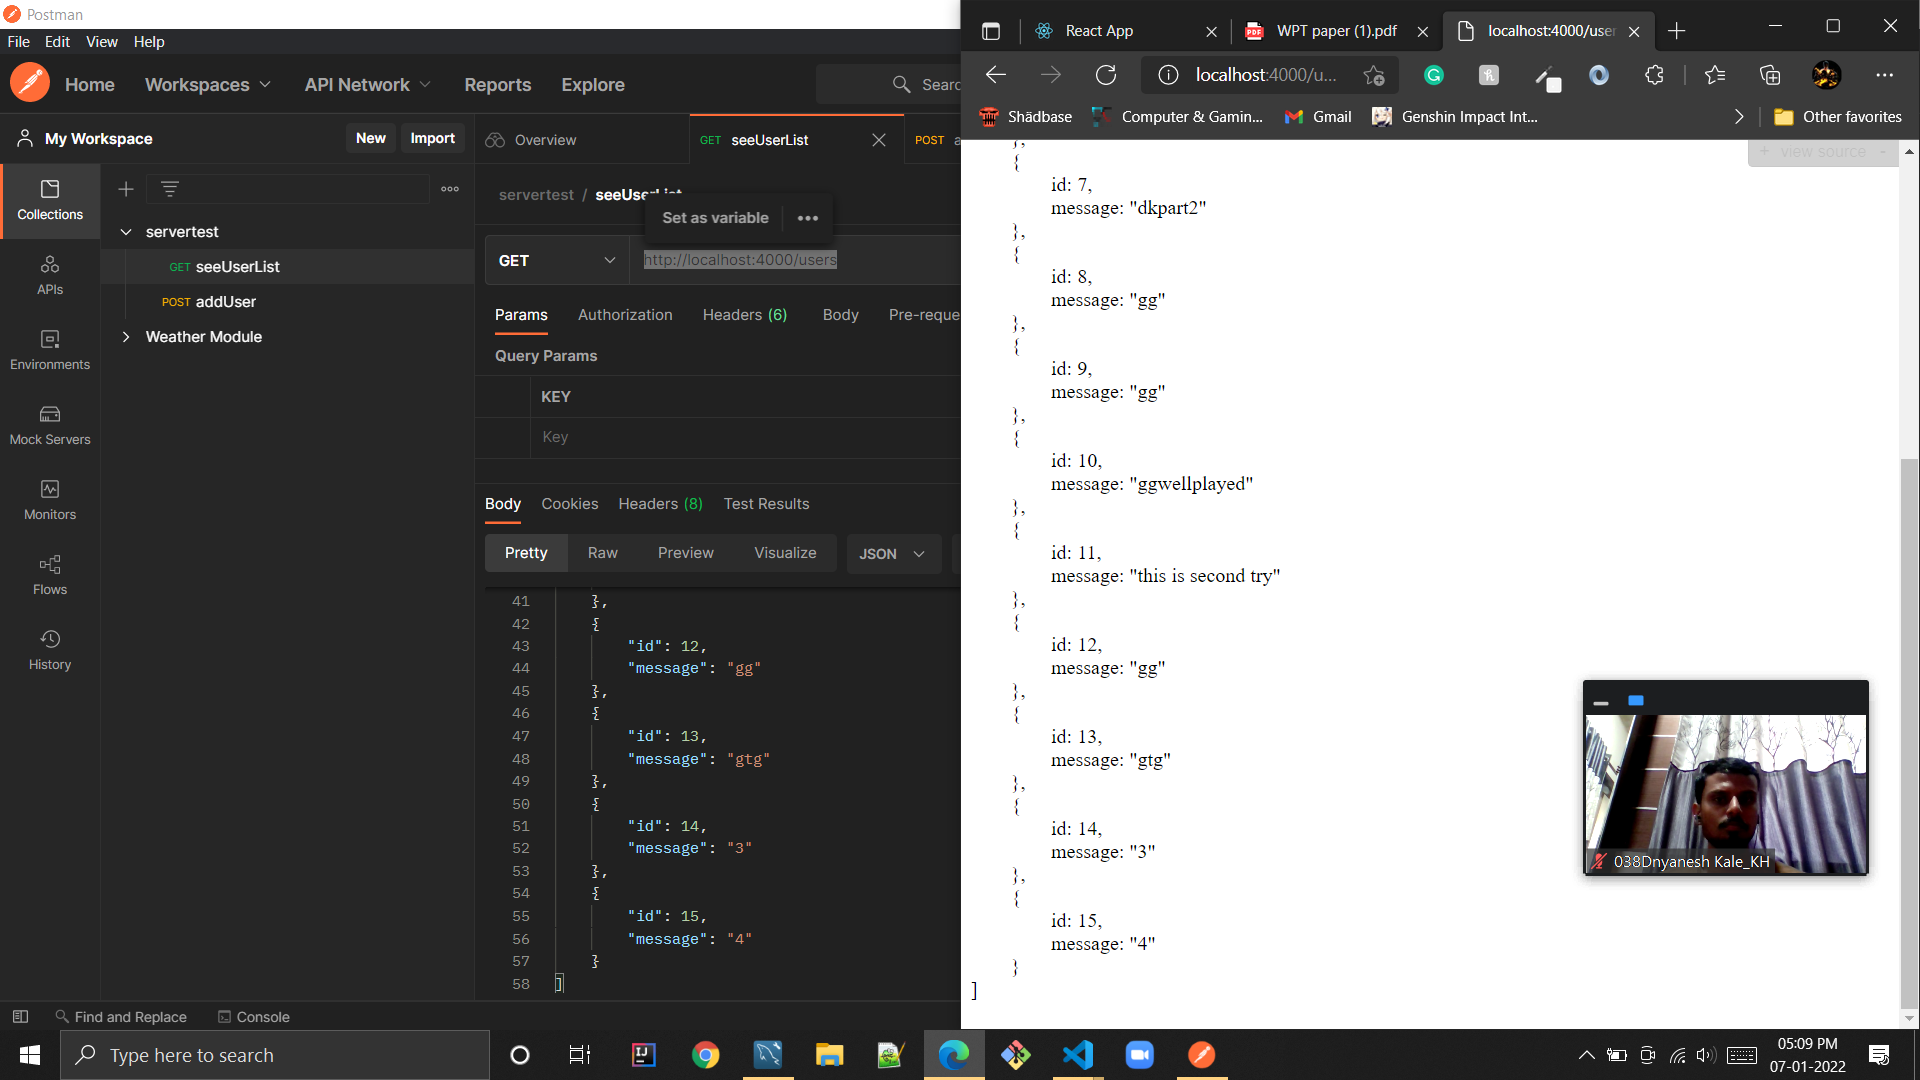 Postman
File Edit View Help
Home Workspaces API Network Reports Explore
My Workspace New Import
Collections
APIs
Environments
Mock Servers
Monitors
Flows
History
servertest
GET seeUserList
POST addUser
Weather Module
Overview GET seeUserList POST a
servertest / seeUserList
Set as variable
GET http://localhost:4000/users
Params Authorization Headers (6) Body Pre-reque
Query Params
KEY
Key
Body Cookies Headers (8) Test Results
Pretty Raw Preview Visualize JSON
41 },
42 {
43 "id": 12,
44 "message": "gg"
45 },
46 {
47 "id": 13,
48 "message": "gtg"
49 },
50 {
51 "id": 14,
52 "message": "3"
53 },
54 {
55 "id": 15,
56 "message": "4"
57 }
58 ]
Find and Replace Console
React App WPT paper (1).pdf localhost:4000/user
localhost:4000/u...
Shädbase Computer & Gamin... Gmail Genshin Impact Int... Other favorites
+ view source -
},
{
id: 7,
message: "dkpart2"
},
{
id: 8,
message: "gg"
},
{
id: 9,
message: "gg"
},
{
id: 10,
message: "ggwellplayed"
},
{
id: 11,
message: "this is second try"
},
{
id: 12,
message: "gg"
},
{
id: 13,
message: "gtg"
},
{
id: 14,
message: "3"
},
{
id: 15,
message: "4"
}
]
038Dnyanesh Kale_KH
Type here to search
05:09 PM
07-01-2022